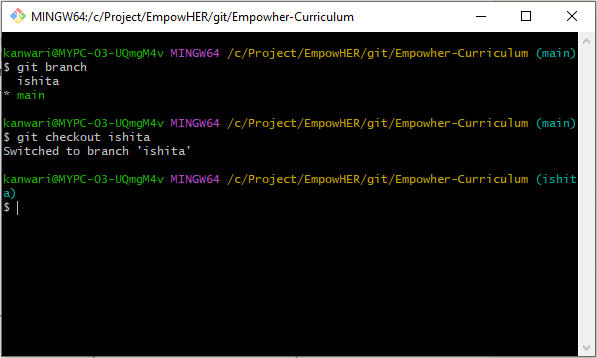 MINGW64:/c/Project/EmpowHER/git/Empowher-Curriculum
kanwari@MYPC-03-UQmgM4v MINGW64 /c/Project/EmpowHER/git/Empowher-Curriculum (main)
$ git branch
  ishita
* main
kanwari@MYPC-03-UQmgM4v MINGW64 /c/Project/EmpowHER/git/Empowher-Curriculum (main)
$ git checkout ishita
Switched to branch 'ishita'
kanwari@MYPC-03-UQmgM4v MINGW64 /c/Project/EmpowHER/git/Empowher-Curriculum (ishit
a)
$